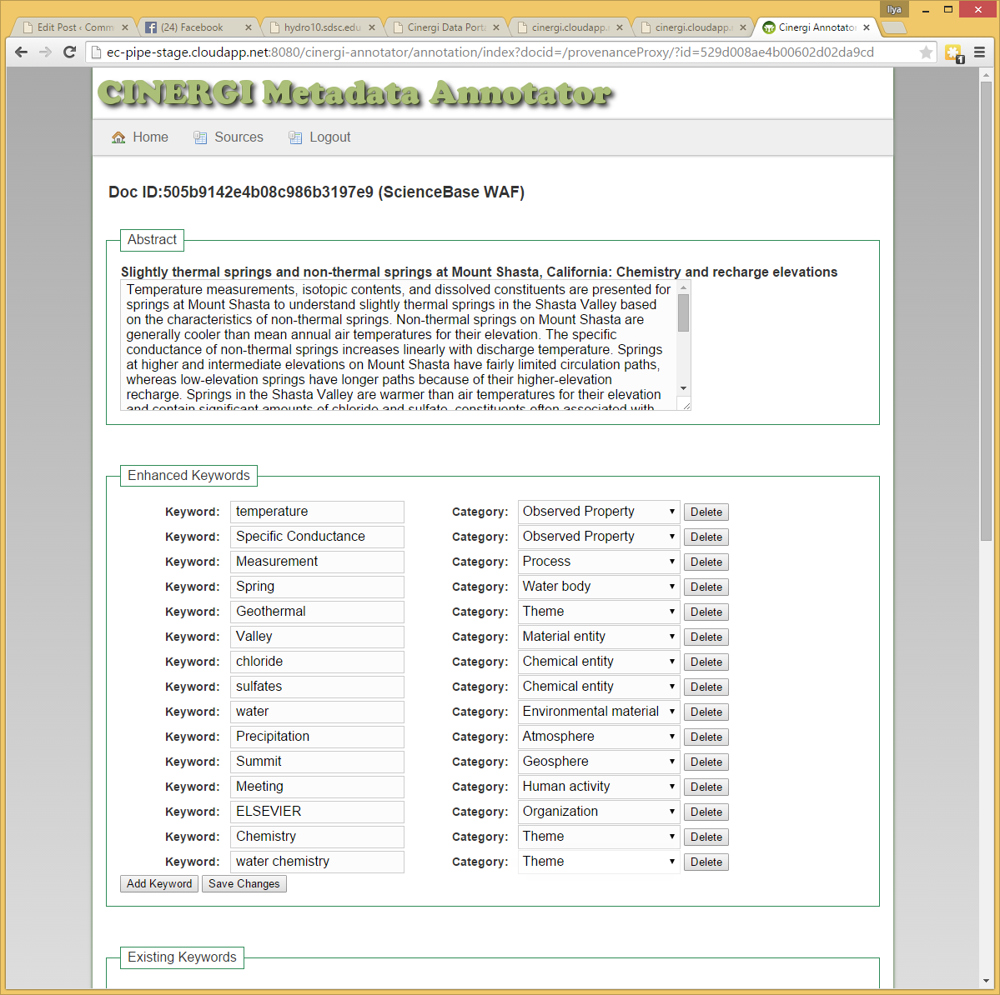 Ilya
Edit Post ‹ Comm
(24) Facebook
hydro10.sdsc.edu
Cinergi Data Porta
cinergi.cloudapp.n
cinergi.cloudapp.n
Cinergi Annotator
ec-pipe-stage.cloudapp.net:8080/cinergi-annotator/annotation/index?docid=/provenanceProxy/?id=529d008ae4b00602d02da9cd
1
CINERGI Metadata Annotator
Home Sources Logout
Doc ID:505b9142e4b08c986b3197e9 (ScienceBase WAF)
Abstract
Slightly thermal springs and non-thermal springs at Mount Shasta, California: Chemistry and recharge elevations
Temperature measurements, isotopic contents, and dissolved constituents are presented for
springs at Mount Shasta to understand slightly thermal springs in the Shasta Valley based
on the characteristics of non-thermal springs. Non-thermal springs on Mount Shasta are
generally cooler than mean annual air temperatures for their elevation. The specific
conductance of non-thermal springs increases linearly with discharge temperature. Springs
at higher and intermediate elevations on Mount Shasta have fairly limited circulation paths,
whereas low-elevation springs have longer paths because of their higher-elevation
recharge. Springs in the Shasta Valley are warmer than air temperatures for their elevation
and contain significant amounts of chloride and sulfate, constituents often associated with
Enhanced Keywords
Keyword: temperature Category: Observed Property Delete
Keyword: Specific Conductance Category: Observed Property Delete
Keyword: Measurement Category: Process Delete
Keyword: Spring Category: Water body Delete
Keyword: Geothermal Category: Theme Delete
Keyword: Valley Category: Material entity Delete
Keyword: chloride Category: Chemical entity Delete
Keyword: sulfates Category: Chemical entity Delete
Keyword: water Category: Environmental material Delete
Keyword: Precipitation Category: Atmosphere Delete
Keyword: Summit Category: Geosphere Delete
Keyword: Meeting Category: Human activity Delete
Keyword: ELSEVIER Category: Organization Delete
Keyword: Chemistry Category: Theme Delete
Keyword: water chemistry Category: Theme Delete
Add Keyword Save Changes
Existing Keywords